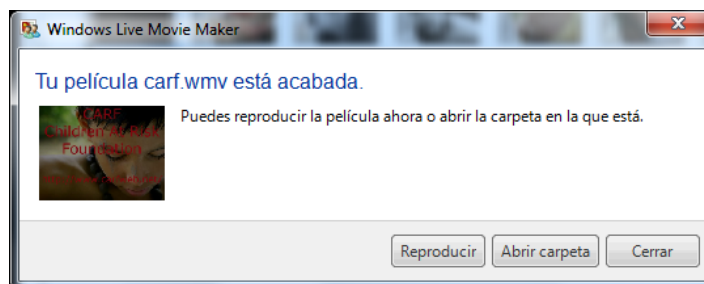 Windows Live Movie Maker
Tu película carf.wmv está acabada.
Puedes reproducir la película ahora o abrir la carpeta en la que está.
CARF
Children At Risk
Foundation
Reproducir
Abrir carpeta
Cerrar